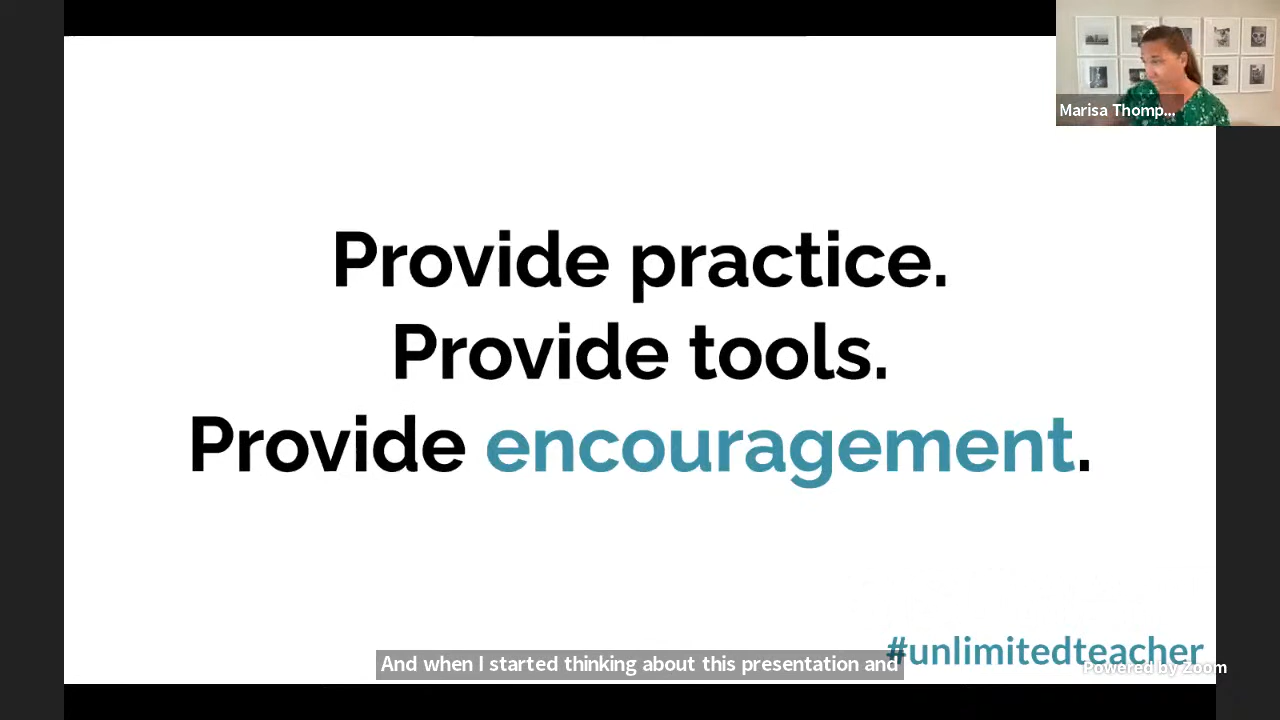 Marisa Thomp...
Provide practice.
Provide tools.
Provide encouragement.
#unlimitedteacher
And when I started thinking about this presentation and
Powered by Zoom